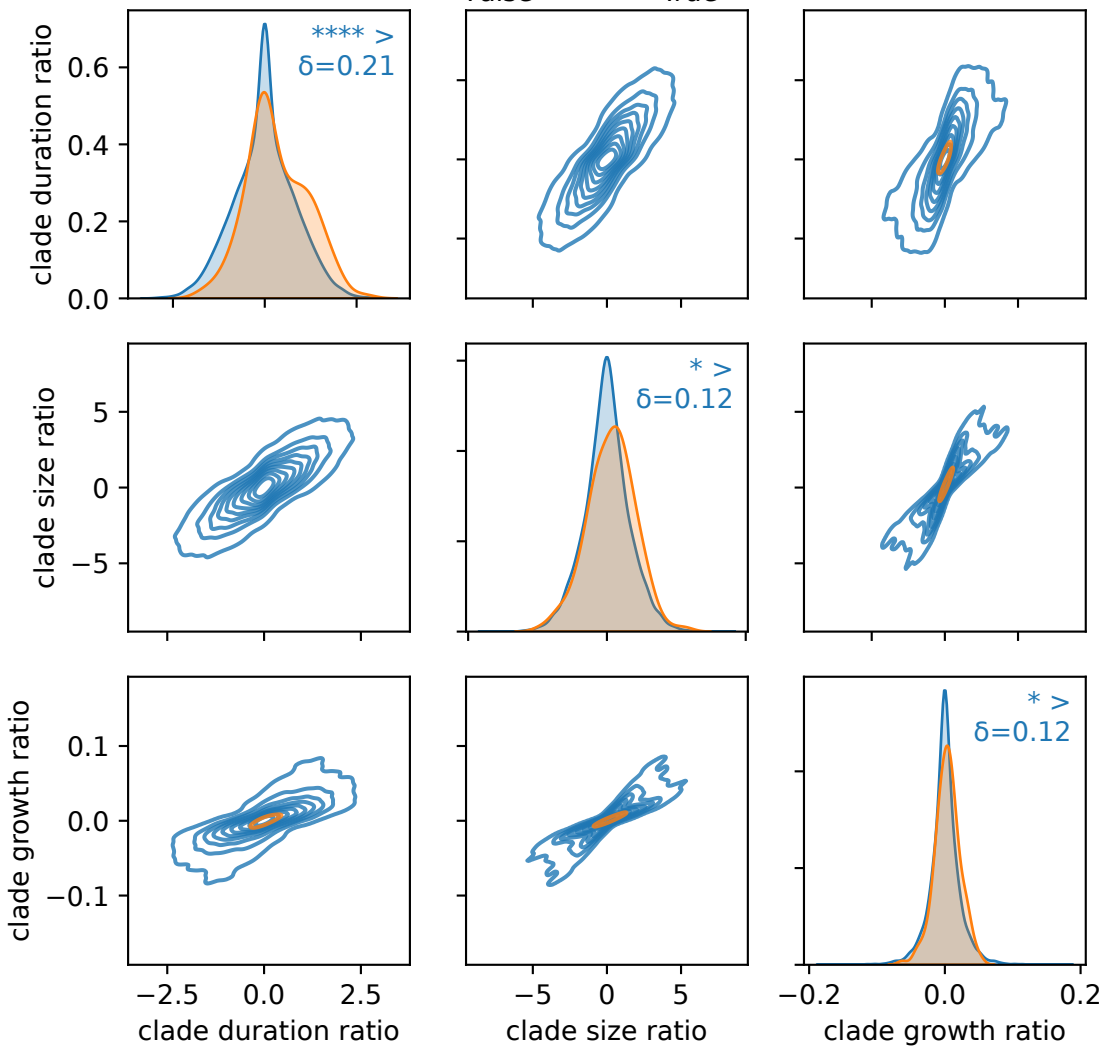 clade duration ratio
0.6
0.4
0.2
0.0
**** >
δ=0.21
clade size ratio
5
0
−5
* >
δ=0.12
clade growth ratio
0.1
0.0
−0.1
* >
δ=0.12
−2.5 0.0 2.5
−5 0 5
−0.2 0.0 0.2
clade duration ratio
clade size ratio
clade growth ratio